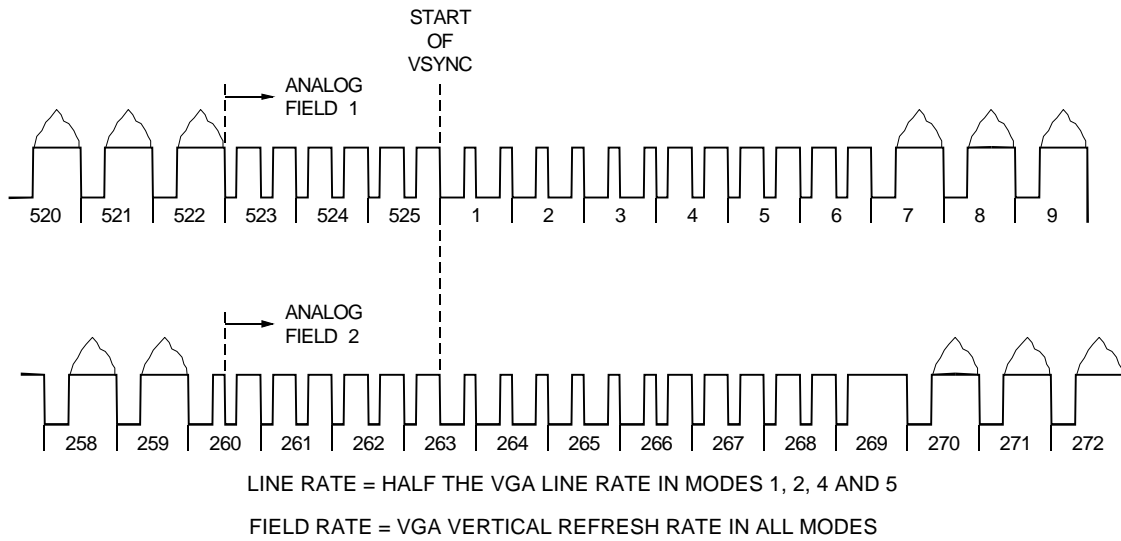 START
OF
VSYNC
ANALOG
FIELD 1
520 521 522 523 524 525 1 2 3 4 5 6 7 8 9
ANALOG
FIELD 2
258 259 260 261 262 263 264 265 266 267 268 269 270 271 272
LINE RATE = HALF THE VGA LINE RATE IN MODES 1, 2, 4 AND 5
FIELD RATE = VGA VERTICAL REFRESH RATE IN ALL MODES